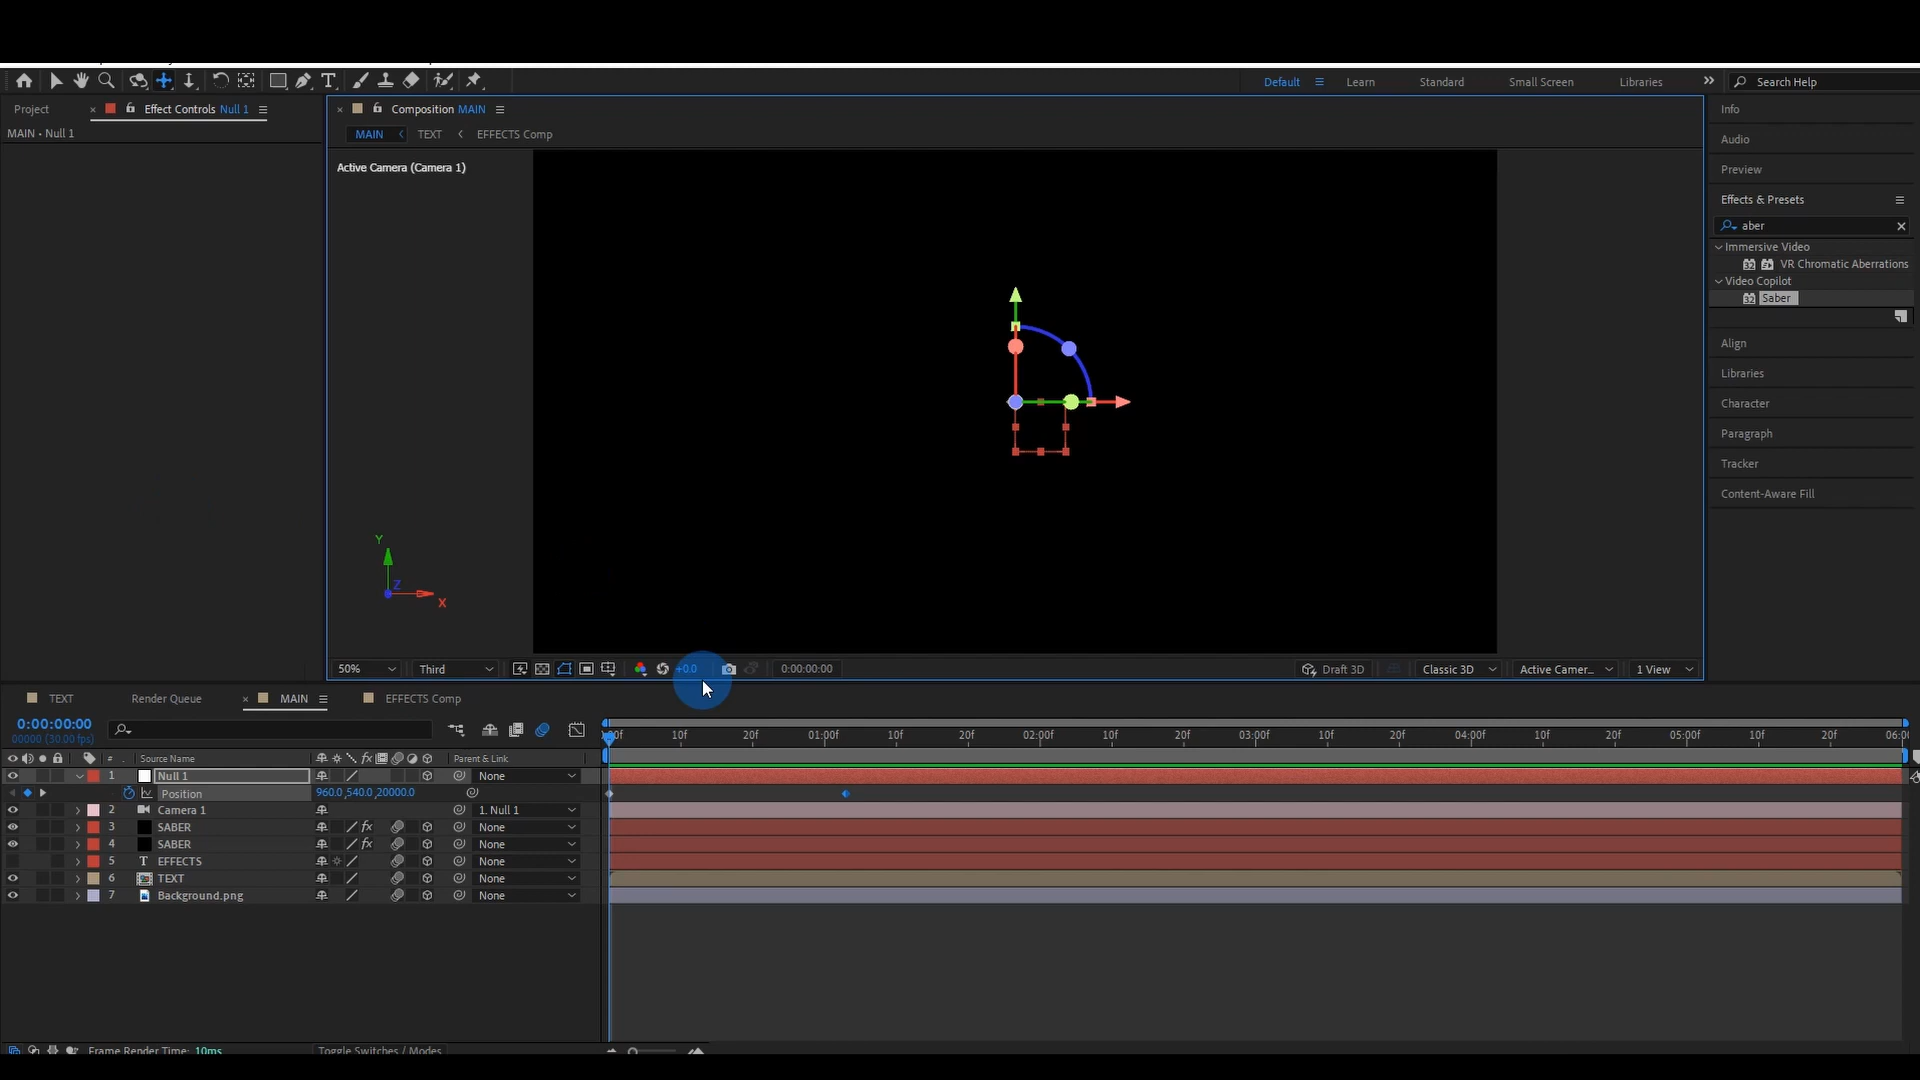 Default
Learn
Standard
Small Screen
Libraries
Search Help
Project
Effect Controls Null 1
Composition MAIN
MAIN • Null 1
MAIN
TEXT
EFFECTS Comp
Active Camera (Camera 1)
Y
Z
X
Info
Audio
Preview
Effects & Presets
aber
Immersive Video
VR Chromatic Aberrations
Video Copilot
Saber
Align
Libraries
Character
Paragraph
Tracker
Content-Aware Fill
50%
Third
+0.0
0:00:00:00
Draft 3D
Classic 3D
Active Camer...
1 View
TEXT
Render Queue
MAIN
EFFECTS Comp
0:00:00:00
00000 (30.00 fps)
10f 20f 01:00f 10f 20f 02:00f 10f 20f 03:00f 10f 20f 04:00f 10f 20f 05:00f 10f 20f
# Source Name fx Parent & Link
1 Null 1 None
Position 960.0,540.0,20000.0
2 Camera 1 1. Null 1
3 SABER fx None
4 SABER fx None
5 T EFFECTS None
6 TEXT None
7 Background.png None
Frame Render Time: 10ms
Toggle Switches / Modes